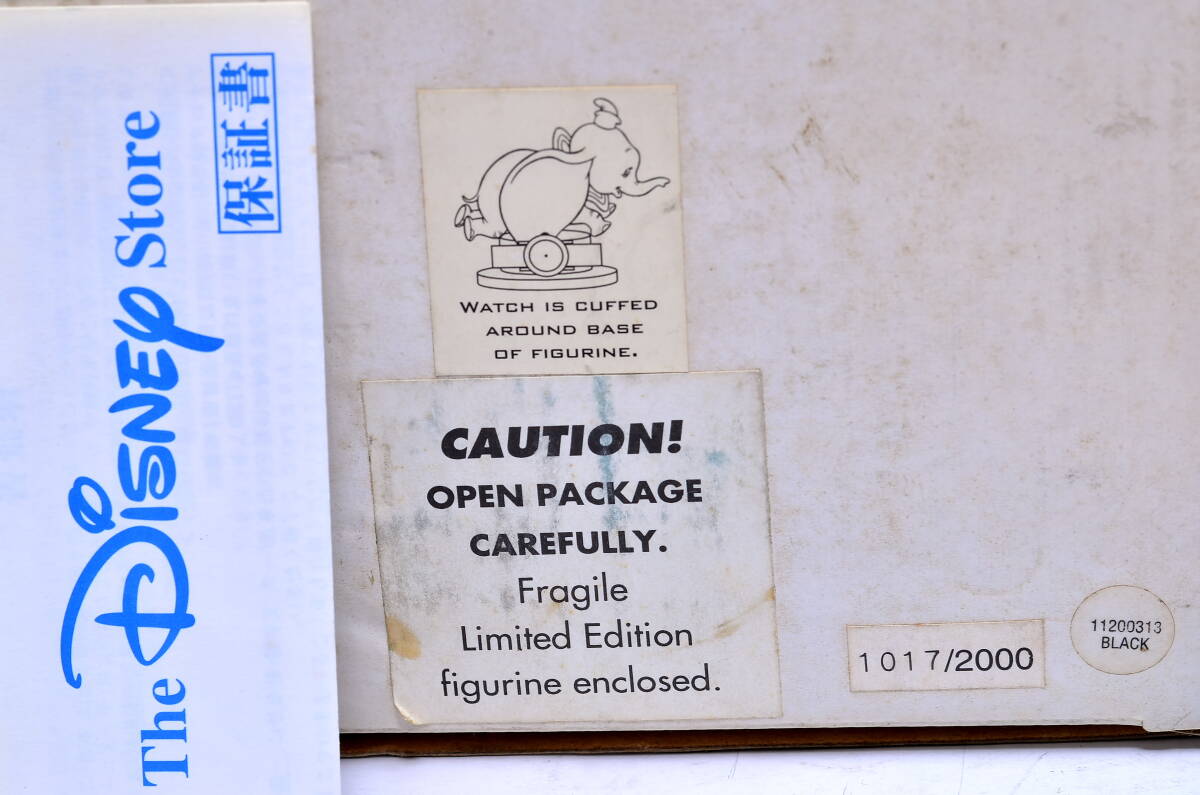 The Disney Store
保証書
WATCH IS CUFFED
AROUND BASE
OF FIGURINE.
CAUTION!
OPEN PACKAGE
CAREFULLY.
Fragile
Limited Edition
figurine enclosed.
1017/2000
11200313
BLACK